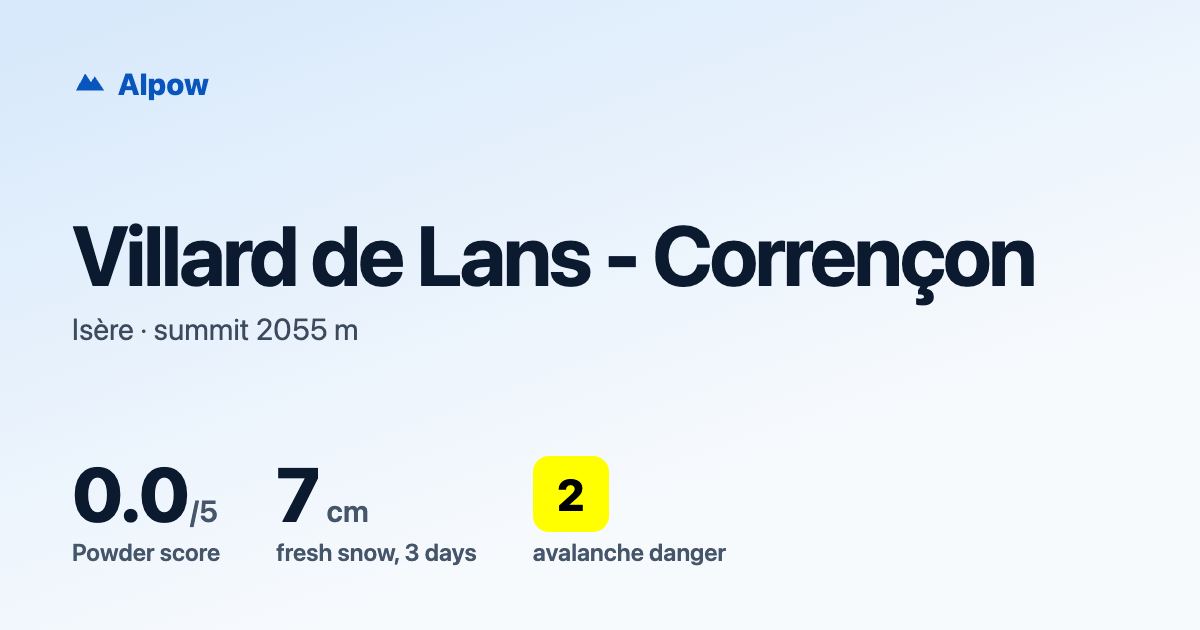 Alpow
Villard de Lans - Corrençon
Isère · summit 2055 m
0.0/5
Powder score
7 cm
fresh snow, 3 days
2
avalanche danger